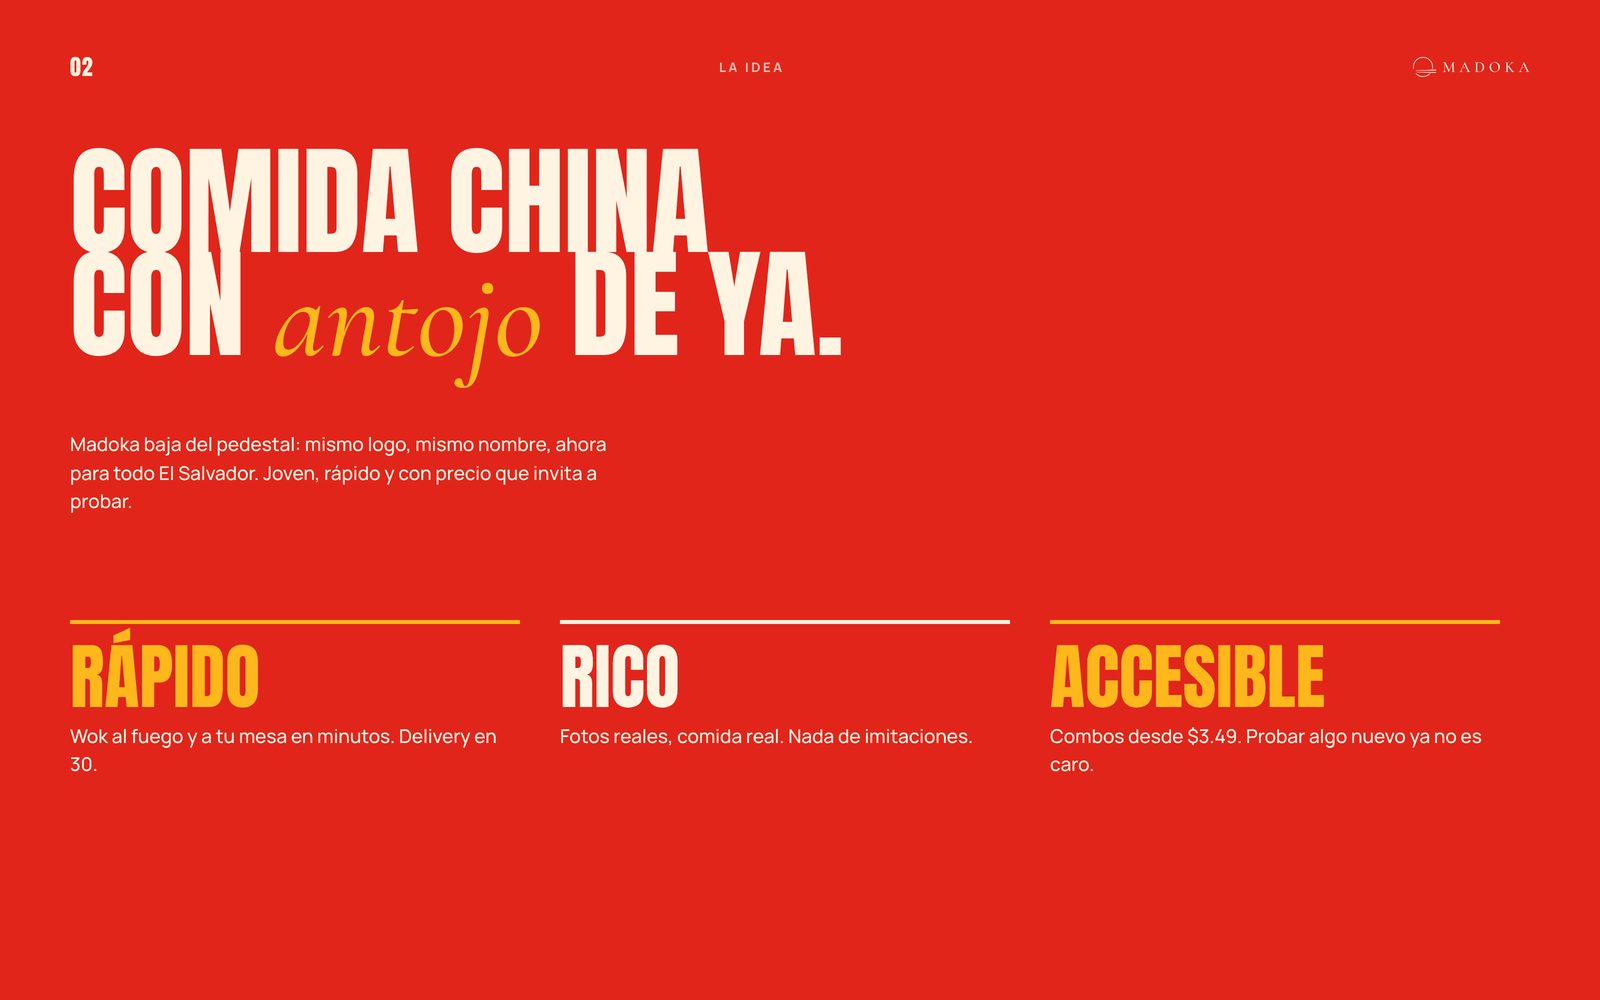 02
LA IDEA
MADOKA
COMIDA CHINA
CON antojo DE YA.
Madoka baja del pedestal: mismo logo, mismo nombre, ahora
para todo El Salvador. Joven, rápido y con precio que invita a
probar.
RÁPIDO
Wok al fuego y a tu mesa en minutos. Delivery en
30.
RICO
Fotos reales, comida real. Nada de imitaciones.
ACCESIBLE
Combos desde $3.49. Probar algo nuevo ya no es
caro.